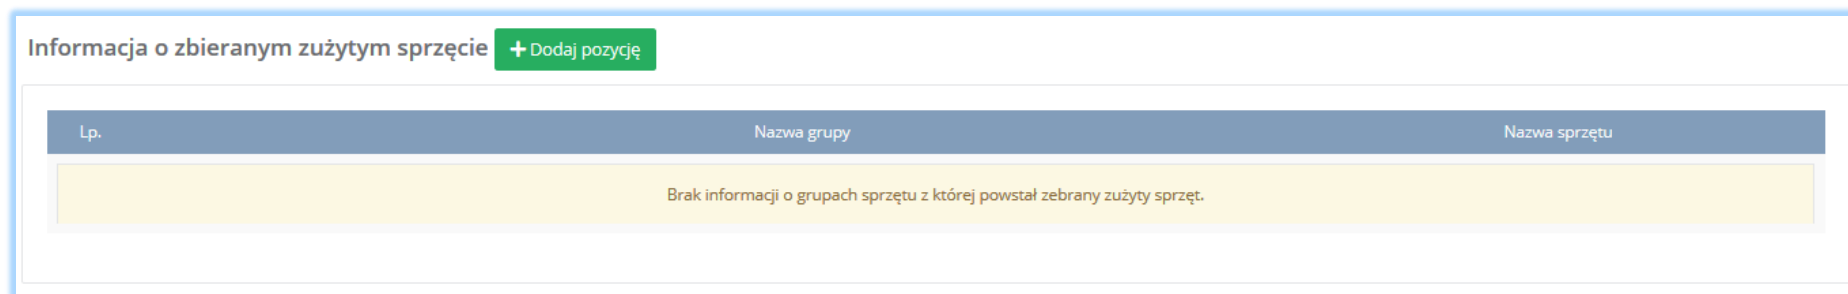 Informacja o zbieranym zużytym sprzęcie + Dodaj pozycję
Lp. Nazwa grupy Nazwa sprzętu
Brak informacji o grupach sprzętu z której powstał zebrany zużyty sprzęt.